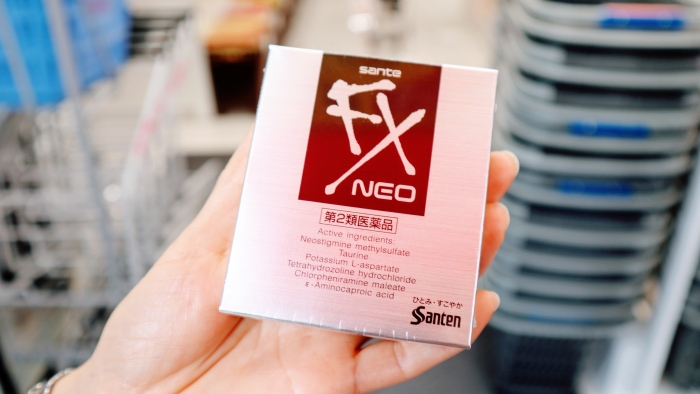 sante
FX
NEO
第2類医薬品
Active ingredients:
Neostigmine methylsulfate
Taurine
Potassium L-aspartate
Tetrahydrozoline hydrochloride
Chlorpheniramine maleate
ε-Aminocaproic acid
ひとみ・すこやか
Santen